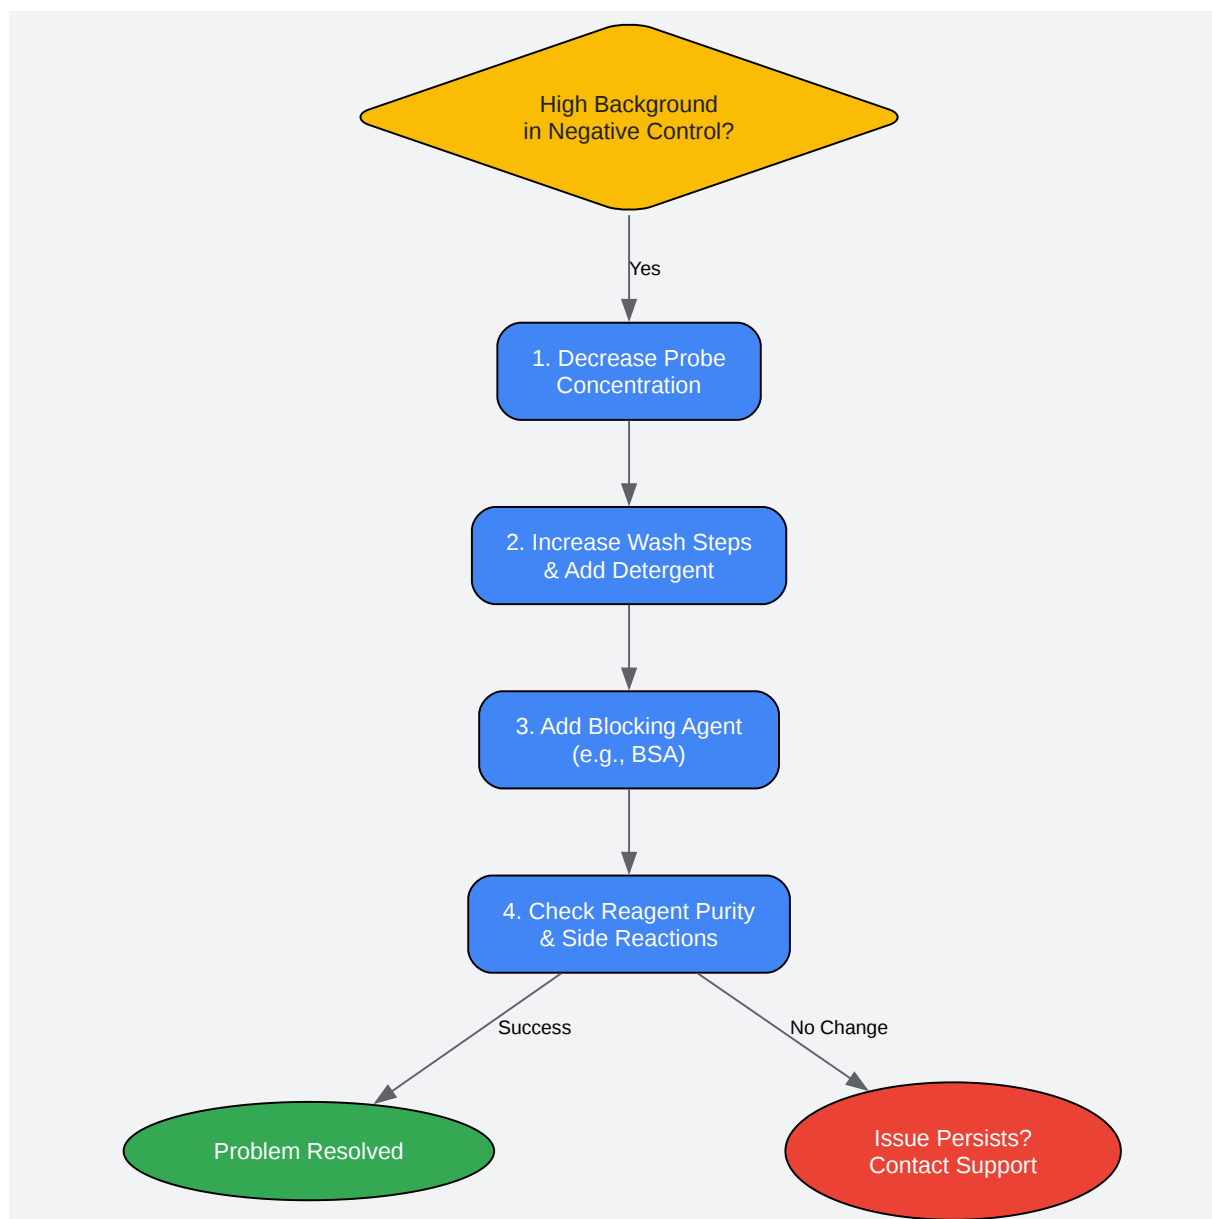 High Background
in Negative Control?
Yes
1. Decrease Probe
Concentration
2. Increase Wash Steps
& Add Detergent
3. Add Blocking Agent
(e.g., BSA)
4. Check Reagent Purity
& Side Reactions
Success
No Change
Problem Resolved
Issue Persists?
Contact Support